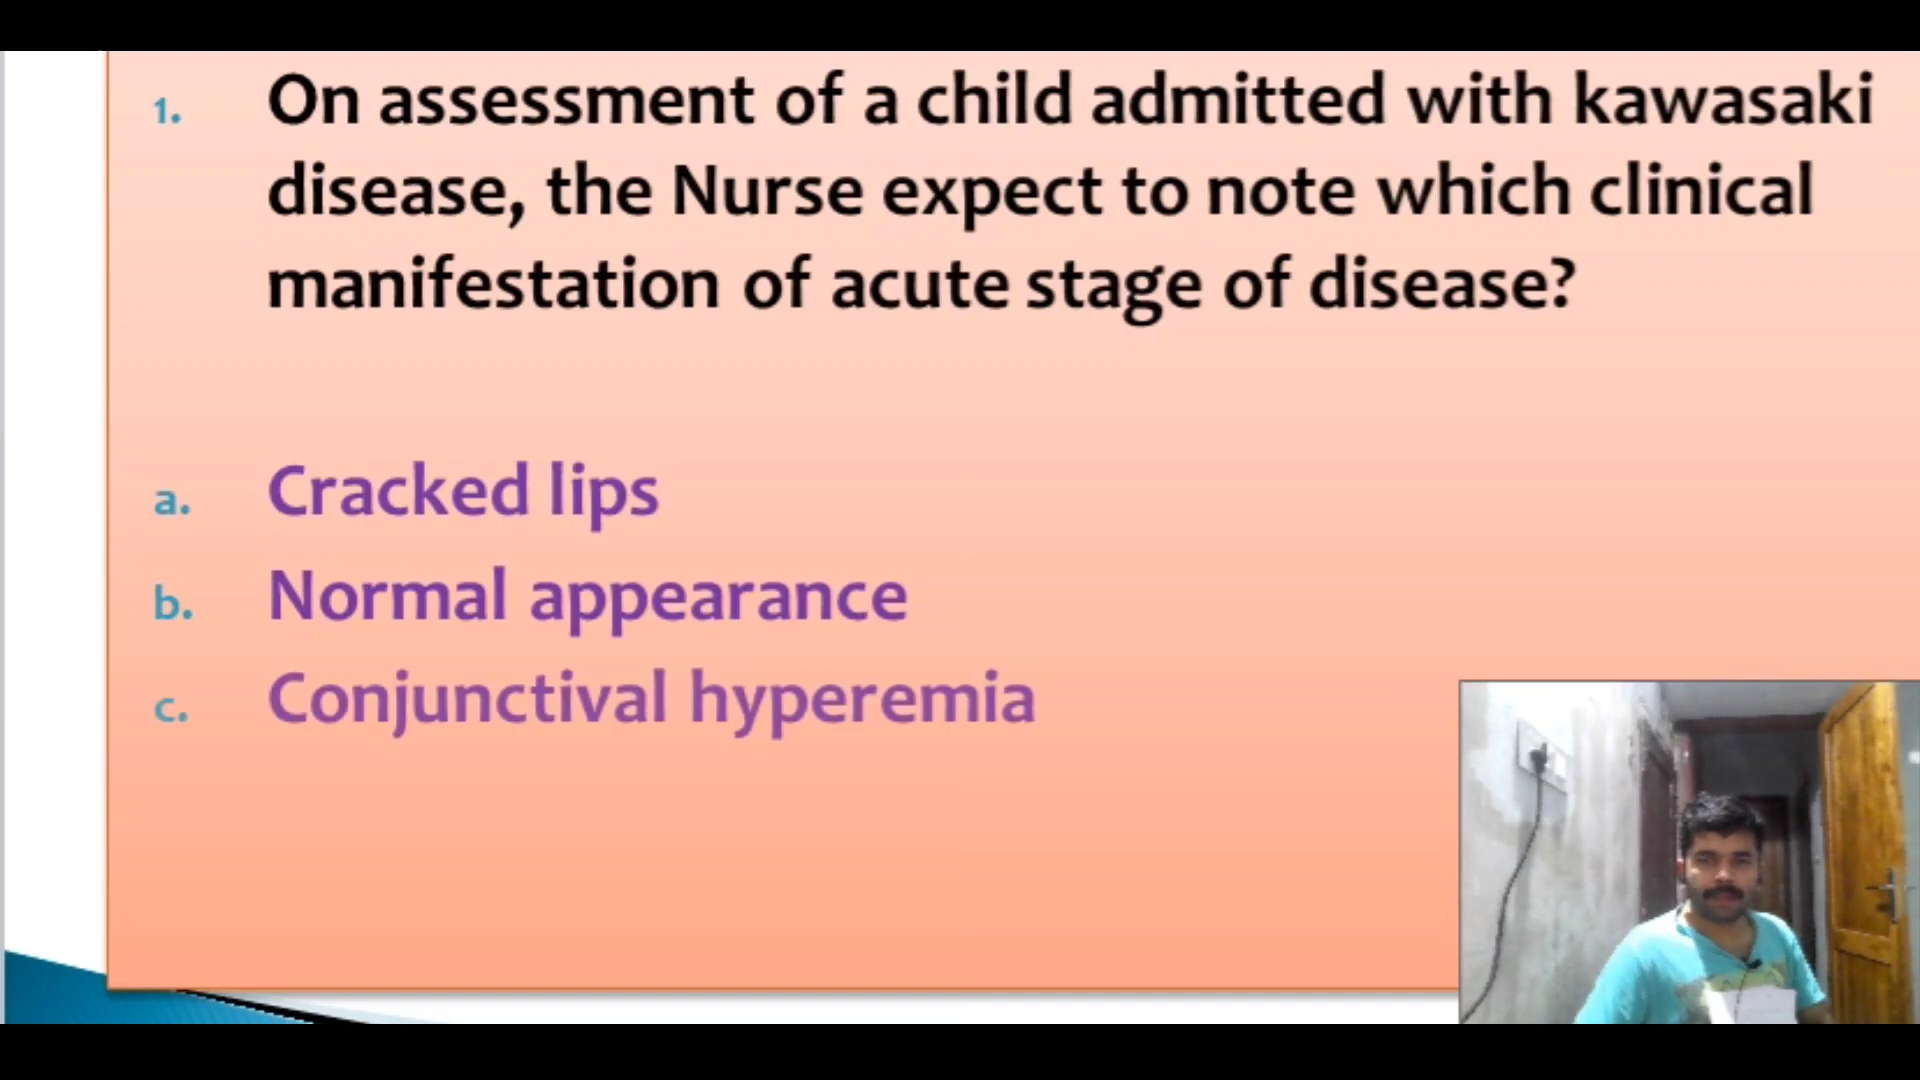 1. On assessment of a child admitted with kawasaki
disease, the Nurse expect to note which clinical
manifestation of acute stage of disease?
a. Cracked lips
b. Normal appearance
c. Conjunctival hyperemia